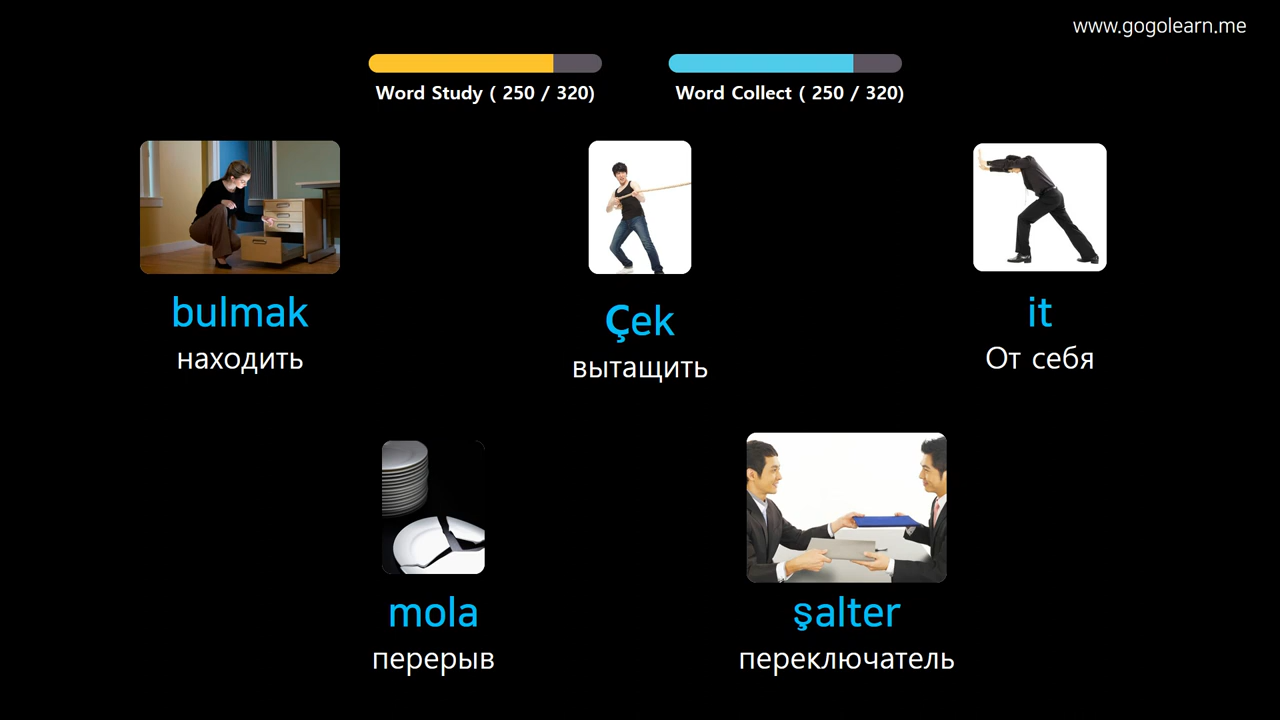 www.gogolearn.me
Word Study ( 250 / 320)
Word Collect ( 250 / 320)
bulmak
находить
Çek
вытащить
it
От себя
mola
перерыв
şalter
переключатель